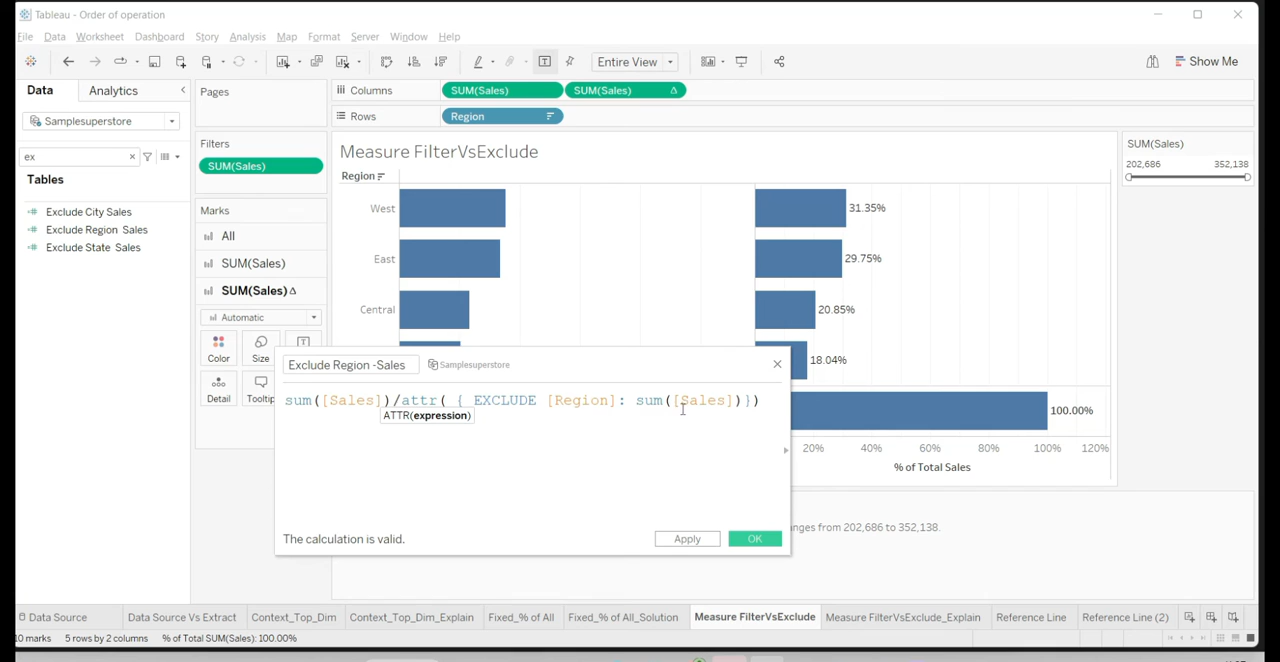 Tableau - Order of operation
File Data Worksheet Dashboard Story Analysis Map Format Server Window Help
Entire View
Show Me
Data Analytics
Samplesuperstore
ex
Tables
Exclude City Sales
Exclude Region Sales
Exclude State Sales
Pages
Filters
SUM(Sales)
Marks
All
SUM(Sales)
SUM(Sales) Δ
Automatic
Color Size
Detail Tooltip
Columns SUM(Sales) SUM(Sales) Δ
Rows Region
Measure FilterVsExclude
Region
West 31.35%
East 29.75%
Central 20.85%
18.04%
100.00%
20% 40% 60% 80% 100% 120%
% of Total Sales
SUM(Sales)
202,686 352,138
Exclude Region -Sales Samplesuperstore
sum([Sales])/attr( { EXCLUDE [Region]: sum([Sales])})
ATTR(expression)
The calculation is valid. Apply OK
anges from 202,686 to 352,138.
Data Source Data Source Vs Extract Context_Top_Dim Context_Top_Dim_Explain Fixed_% of All Fixed_% of All_Solution Measure FilterVsExclude Measure FilterVsExclude_Explain Reference Line Reference Line (2)
10 marks 5 rows by 2 columns % of Total SUM(Sales): 100.00%